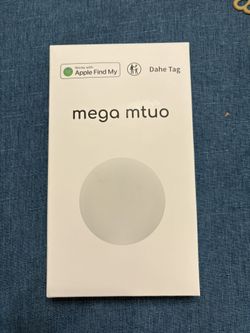 Works with
Apple Find My
Dahe Tag
mega mtuo